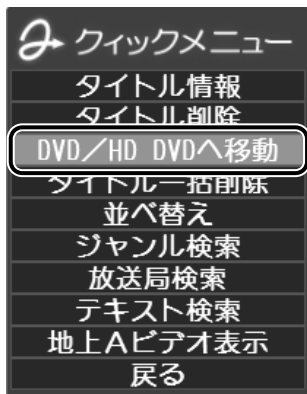 クイックメニュー
タイトル情報
タイトル削除
DVD／HD DVDへ移動
タイトル一括削除
並べ替え
ジャンル検索
放送局検索
テキスト検索
地上Aビデオ表示
戻る